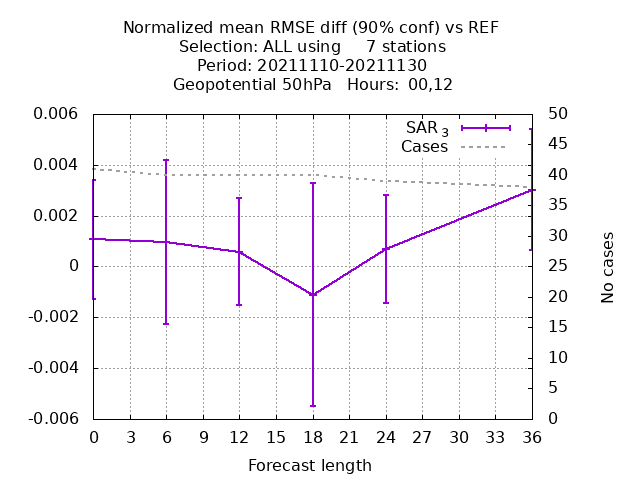 Normalized mean RMSE diff (90% conf) vs REF
Selection: ALL using 7 stations
Period: 20211110-20211130
Geopotential 50hPa Hours: 00,12
SAR 3
Cases
0.006
0.004
0.002
0
-0.002
-0.004
-0.006
50
45
40
35
30
25
20
15
10
5
0
No cases
0 3 6 9 12 15 18 21 24 27 30 33 36
Forecast length